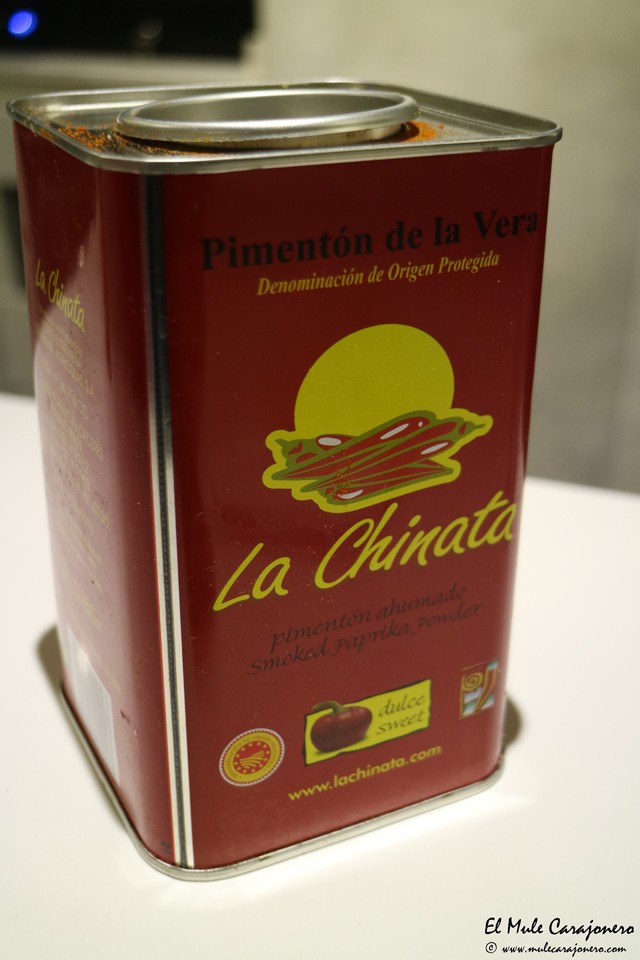 Pimentón de la Vera
Denominación de Origen Protegida
La Chinata
La Chinata
pimentón ahumado
Smoked Paprika Powder
dulce
sweet
www.lachinata.com
El Mule Carajonero
© www.mulecarajonero.com